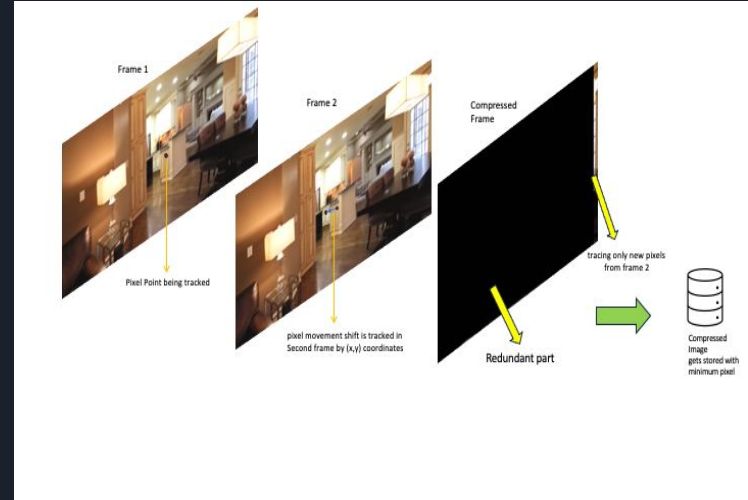 Frame 1
Frame 2
Compressed
Frame
Pixel Point being tracked
pixel movement shift is tracked in
Second frame by (x,y) coordinates
tracing only new pixels
from frame 2
Redundant part
Compressed
Image
gets stored with
minimum pixel